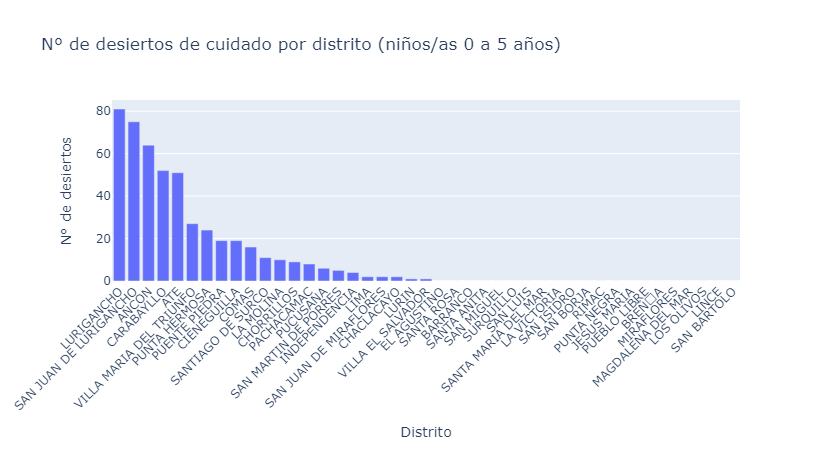 Nº de desiertos de cuidado por distrito (niños/as 0 a 5 años)
Nº de desiertos
80
60
40
20
0
LURIGANCHO
SAN JUAN DE LURIGANCHO
ANCON
CARABAYLLO
ATE
VILLA MARIA DEL TRIUNFO
PUNTA HERMOSA
PUENTE PIEDRA
CIENEGUILLA
COMAS
SANTIAGO DE SURCO
LA MOLINA
CHORRILLOS
PACHACAMAC
PUCUSANA
SAN MARTIN DE PORRES
INDEPENDENCIA
LIMA
SAN JUAN DE MIRAFLORES
CHACLACAYO
LURIN
VILLA EL SALVADOR
EL AGUSTINO
SANTA ROSA
BARRANCO
SANTA ANITA
SAN MIGUEL
SURQUILLO
SAN LUIS
SANTA MARIA DEL MAR
LA VICTORIA
SAN ISIDRO
SAN BORJA
RIMAC
PUNTA NEGRA
JESUS MARIA
PUEBLO LIBRE
BRENIA
MIRAFLORES
MAGDALENA DEL MAR
LOS OLIVOS
LINCE
SAN BARTOLO
Distrito